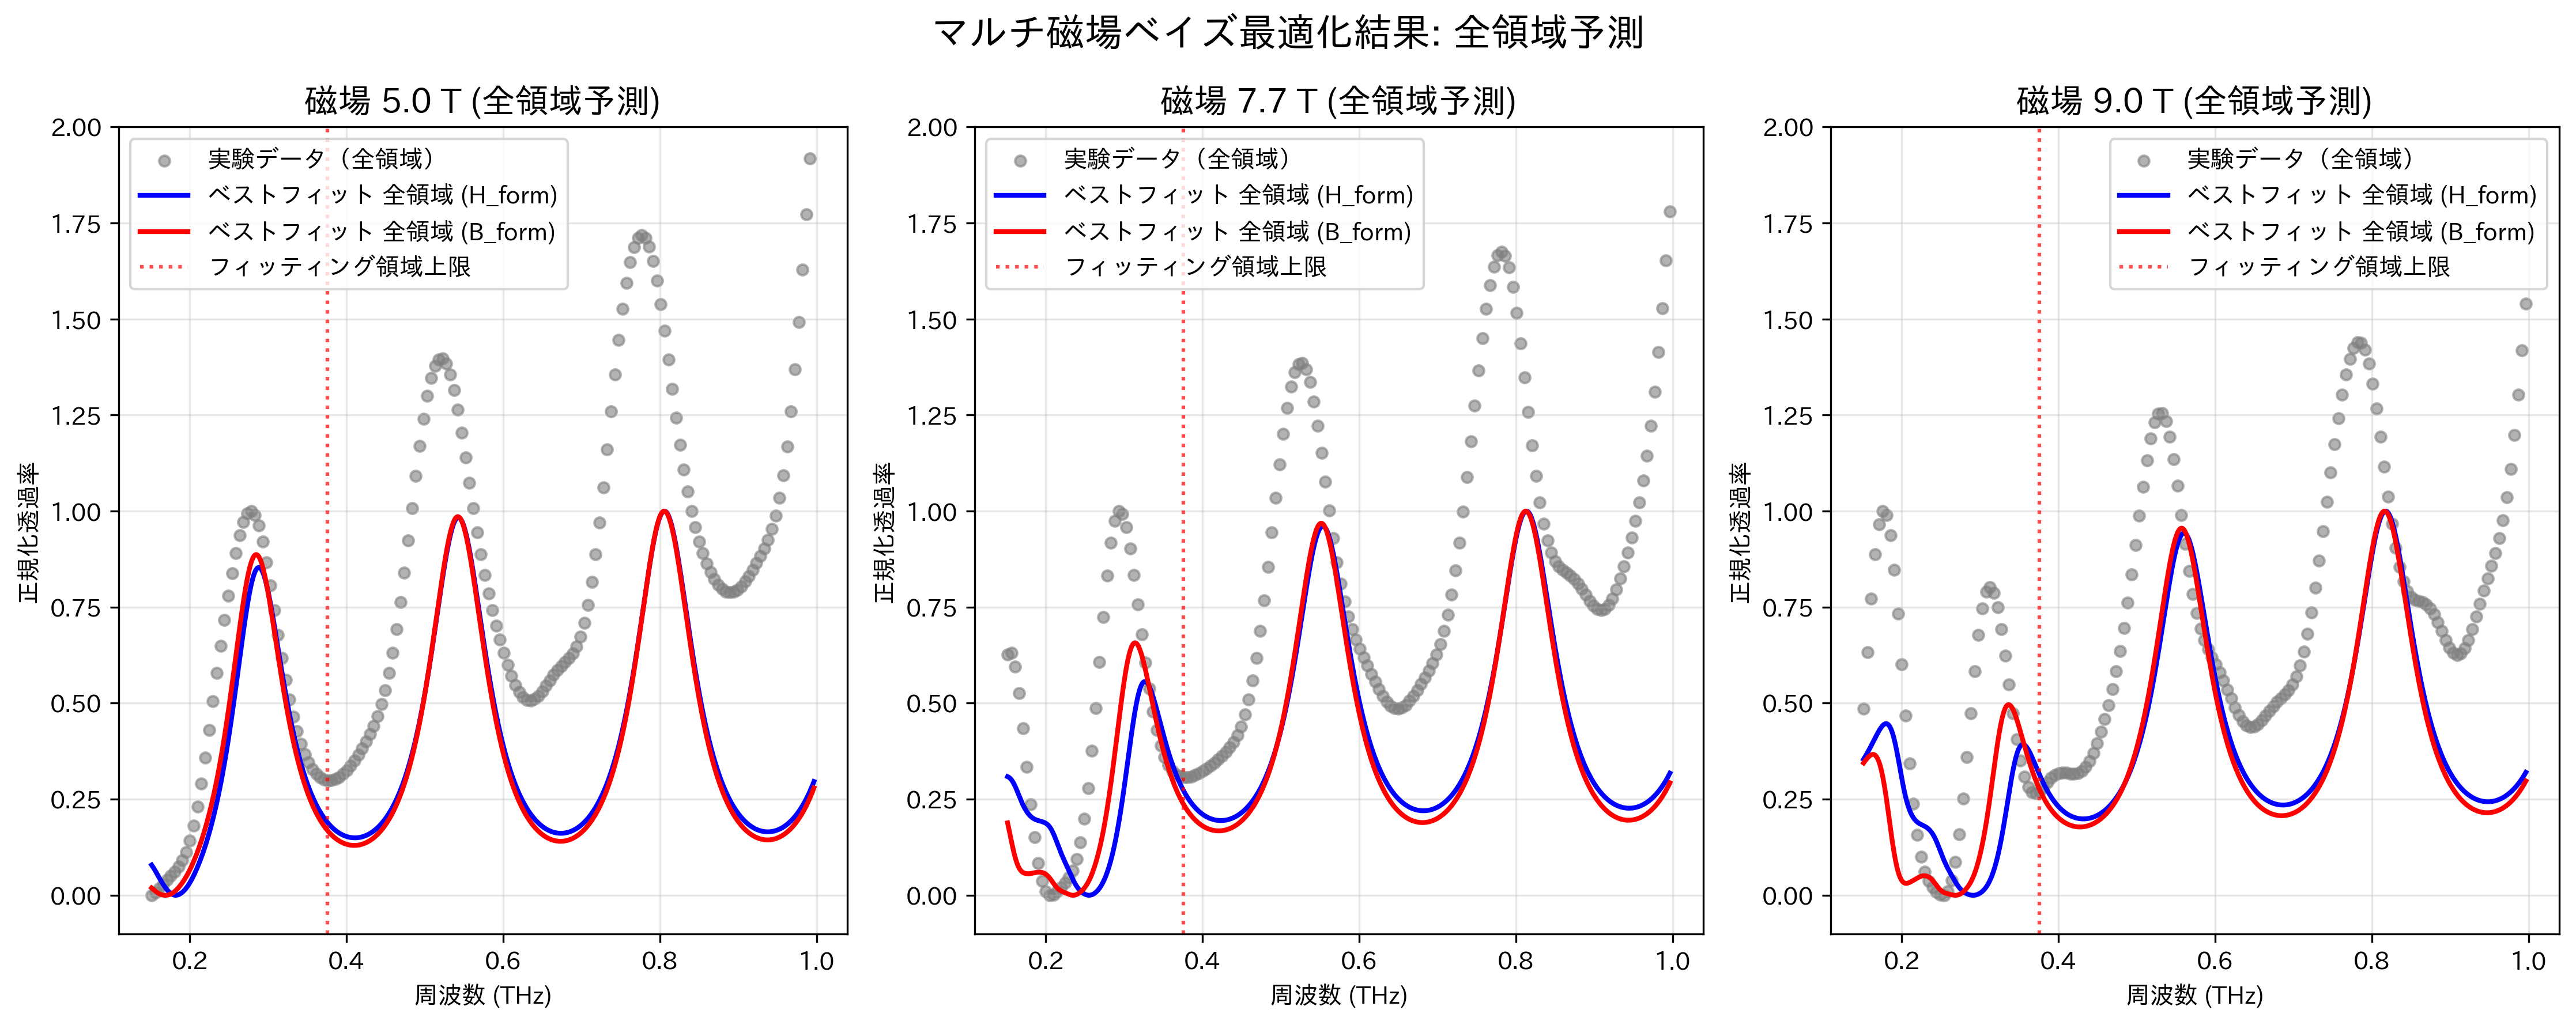 マルチ磁場ベイズ最適化結果: 全領域予測
磁場 5.0 T (全領域予測)
2.00
1.75
1.50
1.25
1.00
0.75
0.50
0.25
0.00
正規化透過率
実験データ（全領域）
ベストフィット 全領域 (H_form)
ベストフィット 全領域 (B_form)
フィッティング領域上限
0.2 0.4 0.6 0.8 1.0
周波数 (THz)
磁場 7.7 T (全領域予測)
2.00
1.75
1.50
1.25
1.00
0.75
0.50
0.25
0.00
正規化透過率
実験データ（全領域）
ベストフィット 全領域 (H_form)
ベストフィット 全領域 (B_form)
フィッティング領域上限
0.2 0.4 0.6 0.8 1.0
周波数 (THz)
磁場 9.0 T (全領域予測)
2.00
1.75
1.50
1.25
1.00
0.75
0.50
0.25
0.00
正規化透過率
実験データ（全領域）
ベストフィット 全領域 (H_form)
ベストフィット 全領域 (B_form)
フィッティング領域上限
0.2 0.4 0.6 0.8 1.0
周波数 (THz)